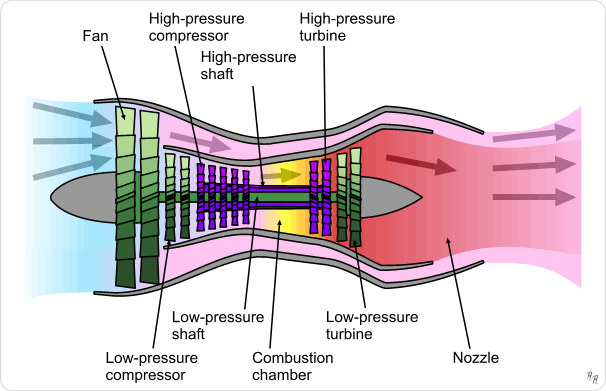 High-pressure
compressor
High-pressure
turbine
Fan
High-pressure
shaft
Low-pressure
shaft
Low-pressure
turbine
Low-pressure
compressor
Combustion
chamber
Nozzle